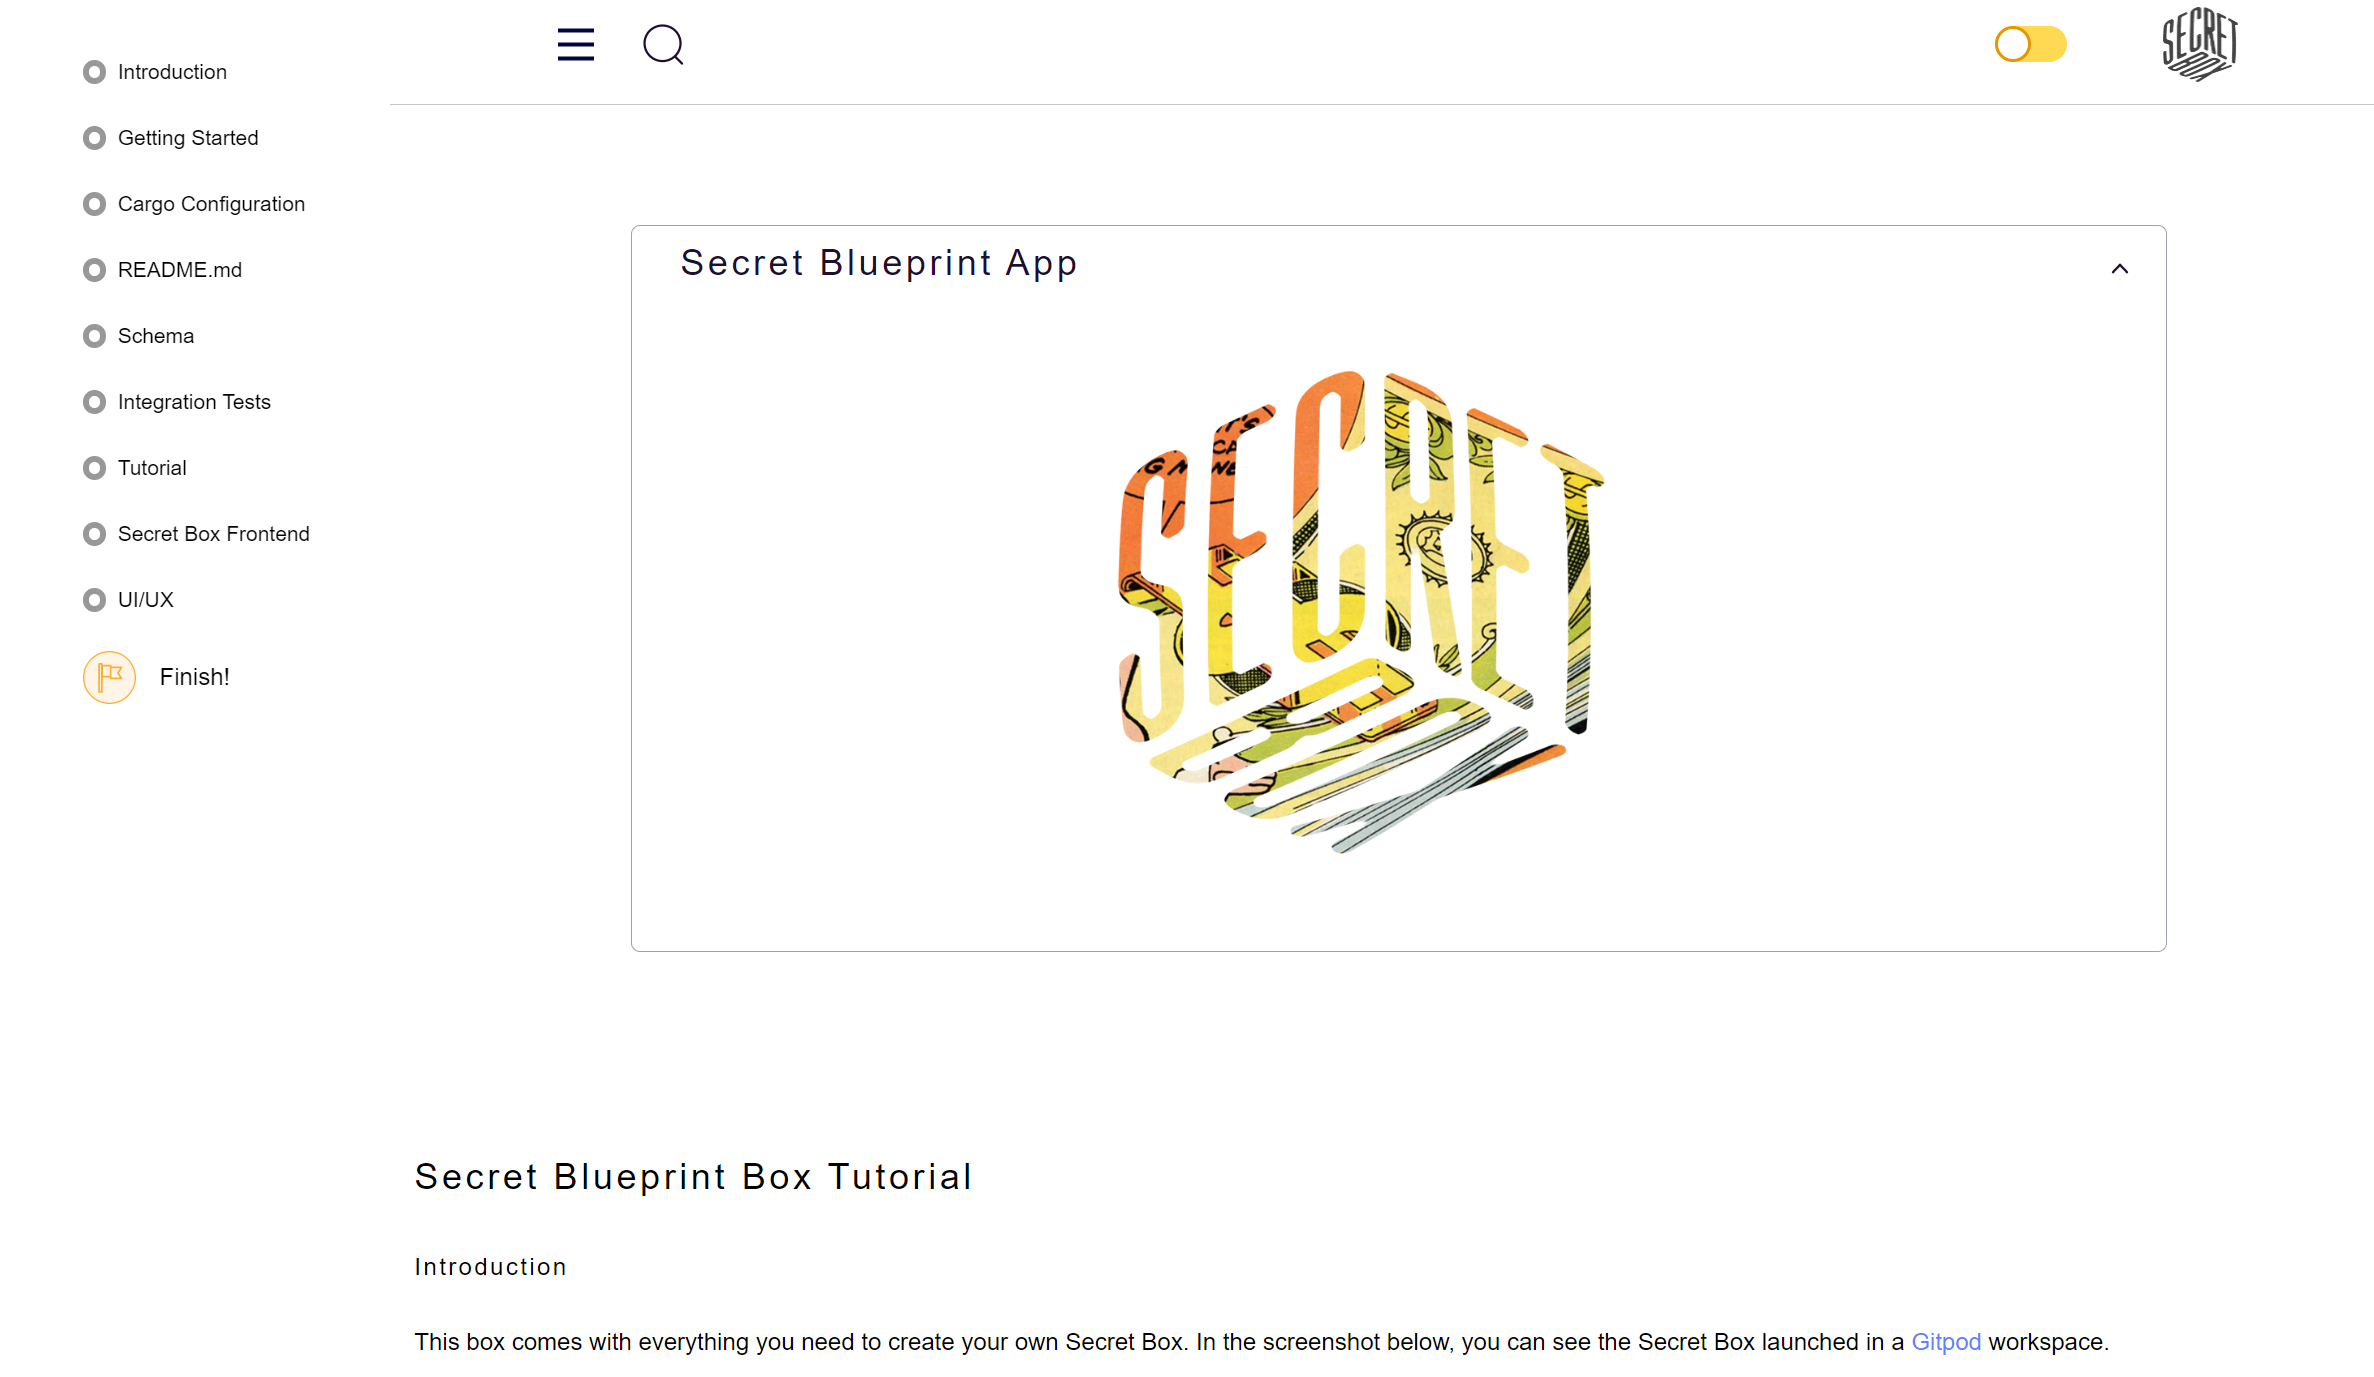 Introduction
Getting Started
Cargo Configuration
README.md
Schema
Integration Tests
Tutorial
Secret Box Frontend
UI/UX
Finish!
SECRET
BOX
Secret Blueprint App
SECRET
BOX
Secret Blueprint Box Tutorial
Introduction
This box comes with everything you need to create your own Secret Box. In the screenshot below, you can see the Secret Box launched in a Gitpod workspace.